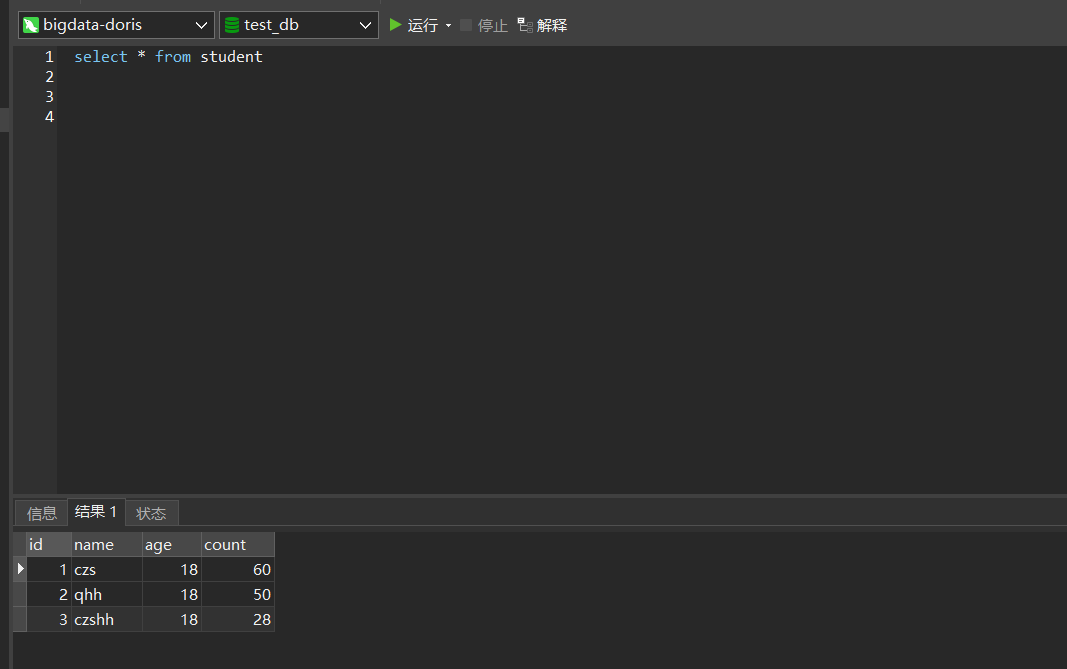 bigdata-doris test_db 运行 停止 解释
1 select * from student
2
3
4
信息 结果 1 状态
id name age count
1 czs 18 60
2 qhh 18 50
3 czshh 18 28